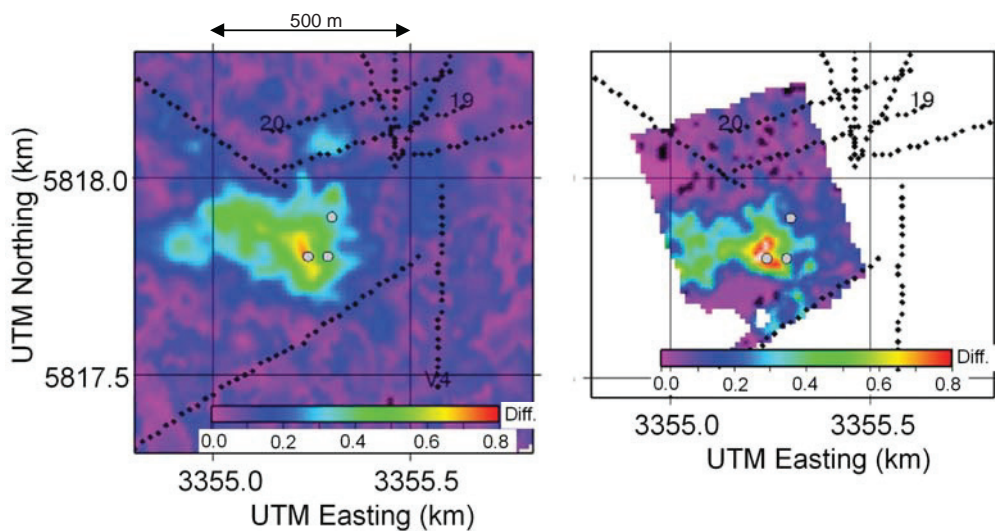 500 m
20
19
5818.0
UTM Northing (km)
5817.5
V4
Diff.
0.0 0.2 0.4 0.6 0.8
3355.0 3355.5
UTM Easting (km)
20
19
Diff.
0.0 0.2 0.4 0.6 0.8
3355.0 3355.5
UTM Easting (km)